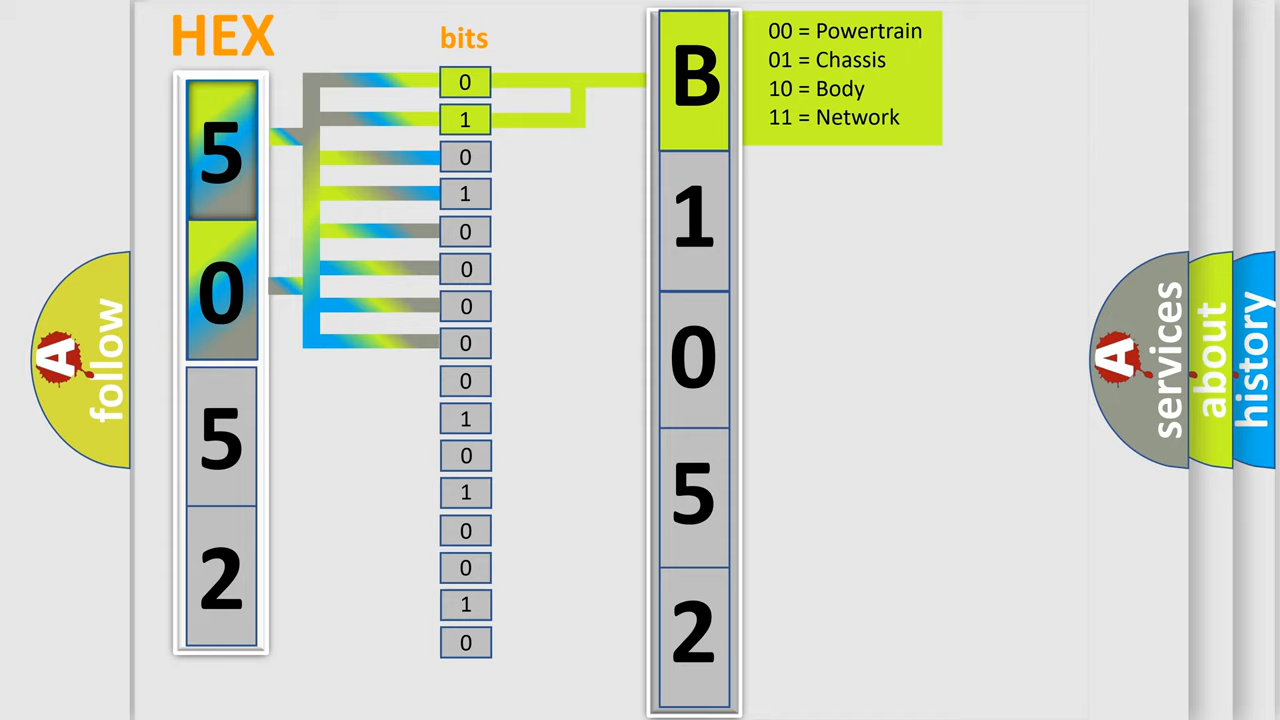 HEX
bits
5
0
5
2
0
1
0
1
0
0
0
0
0
1
0
1
0
0
1
0
B
1
0
5
2
00 = Powertrain
01 = Chassis
10 = Body
11 = Network
A
follow
A
services
about
history